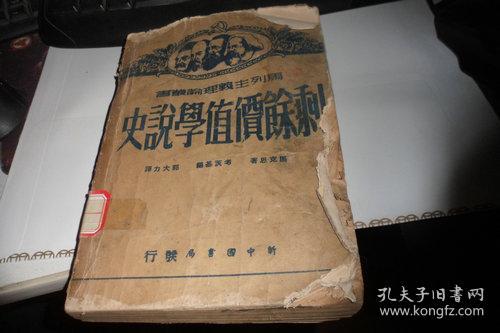 馬列主義理論叢書
剩餘價值學說史
馬克思著 考茨基編 郭大力譯
新中國書局發行
孔夫子旧书网
www.kongfz.com